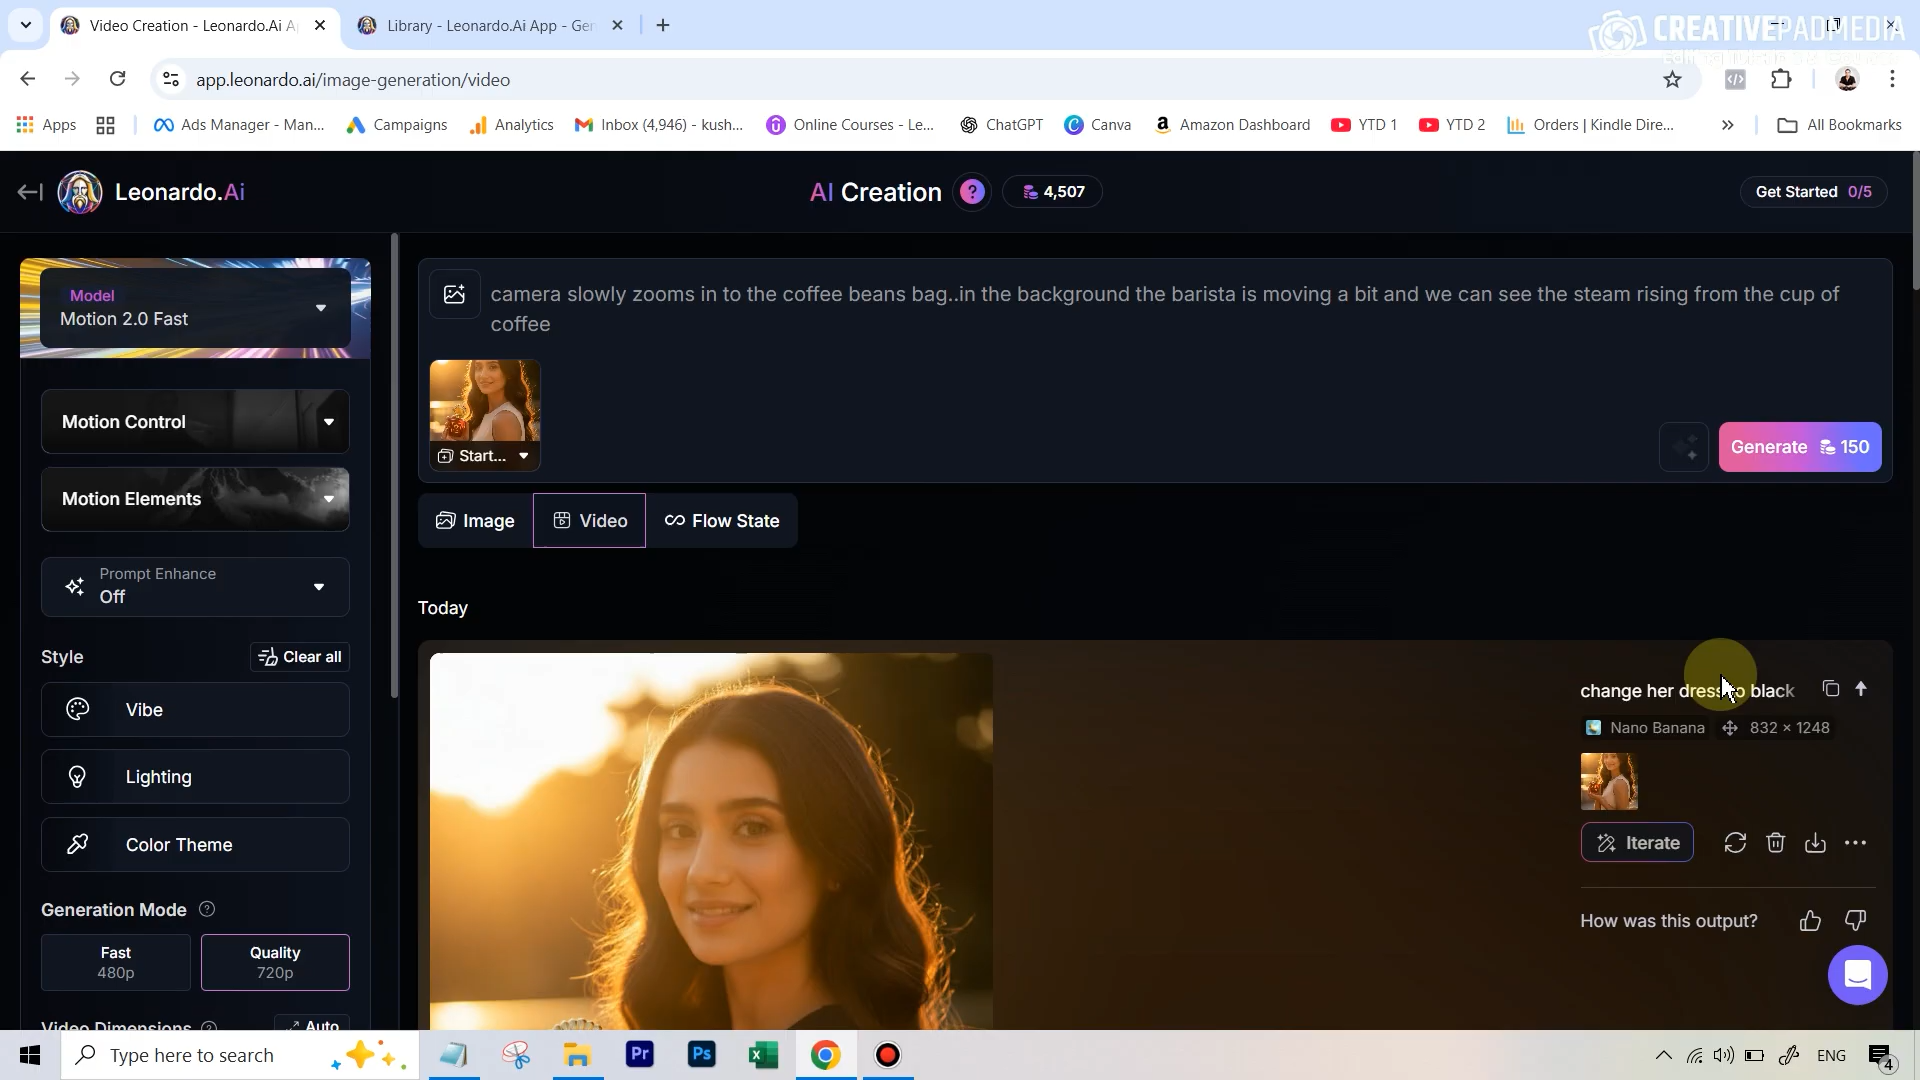 Video Creation - Leonardo.Ai A
Library - Leonardo.Ai App - Gen
CREATIVEPADMEDIA
app.leonardo.ai/image-generation/video
Apps
Ads Manager - Man...
Campaigns
Analytics
Inbox (4,946) - kush...
Online Courses - Le...
ChatGPT
Canva
Amazon Dashboard
YTD 1
YTD 2
Orders | Kindle Dire...
All Bookmarks
Leonardo.Ai
AI Creation
?
4,507
Get Started 0/5
Model
Motion 2.0 Fast
camera slowly zooms in to the coffee beans bag..in the background the barista is moving a bit and we can see the steam rising from the cup of
coffee
Motion Control
Start...
Generate 150
Motion Elements
Image
Video
Flow State
Prompt Enhance
Off
Today
Style
Clear all
Vibe
change her dress to black
Nano Banana
832 × 1248
Lighting
Color Theme
Iterate
Generation Mode
How was this output?
Fast
480p
Quality
720p
Video Dimensions
Auto
Type here to search
Pr
Ps
ENG
4